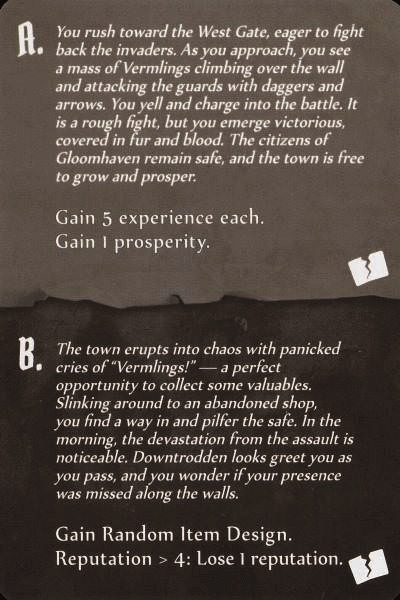 A.
You rush toward the West Gate, eager to fight
back the invaders. As you approach, you see
a mass of Vermlings climbing over the wall
and attacking the guards with daggers and
arrows. You yell and charge into the battle. It
is a rough fight, but you emerge victorious,
covered in fur and blood. The citizens of
Gloomhaven remain safe, and the town is free
to grow and prosper.
Gain 5 experience each.
Gain 1 prosperity.
B.
The town erupts into chaos with panicked
cries of “Vermlings!” — a perfect
opportunity to collect some valuables.
Slinking around to an abandoned shop,
you find a way in and pilfer the safe. In the
morning, the devastation from the assault is
noticeable. Downtrodden looks greet you as
you pass, and you wonder if your presence
was missed along the walls.
Gain Random Item Design.
Reputation > 4: Lose 1 reputation.